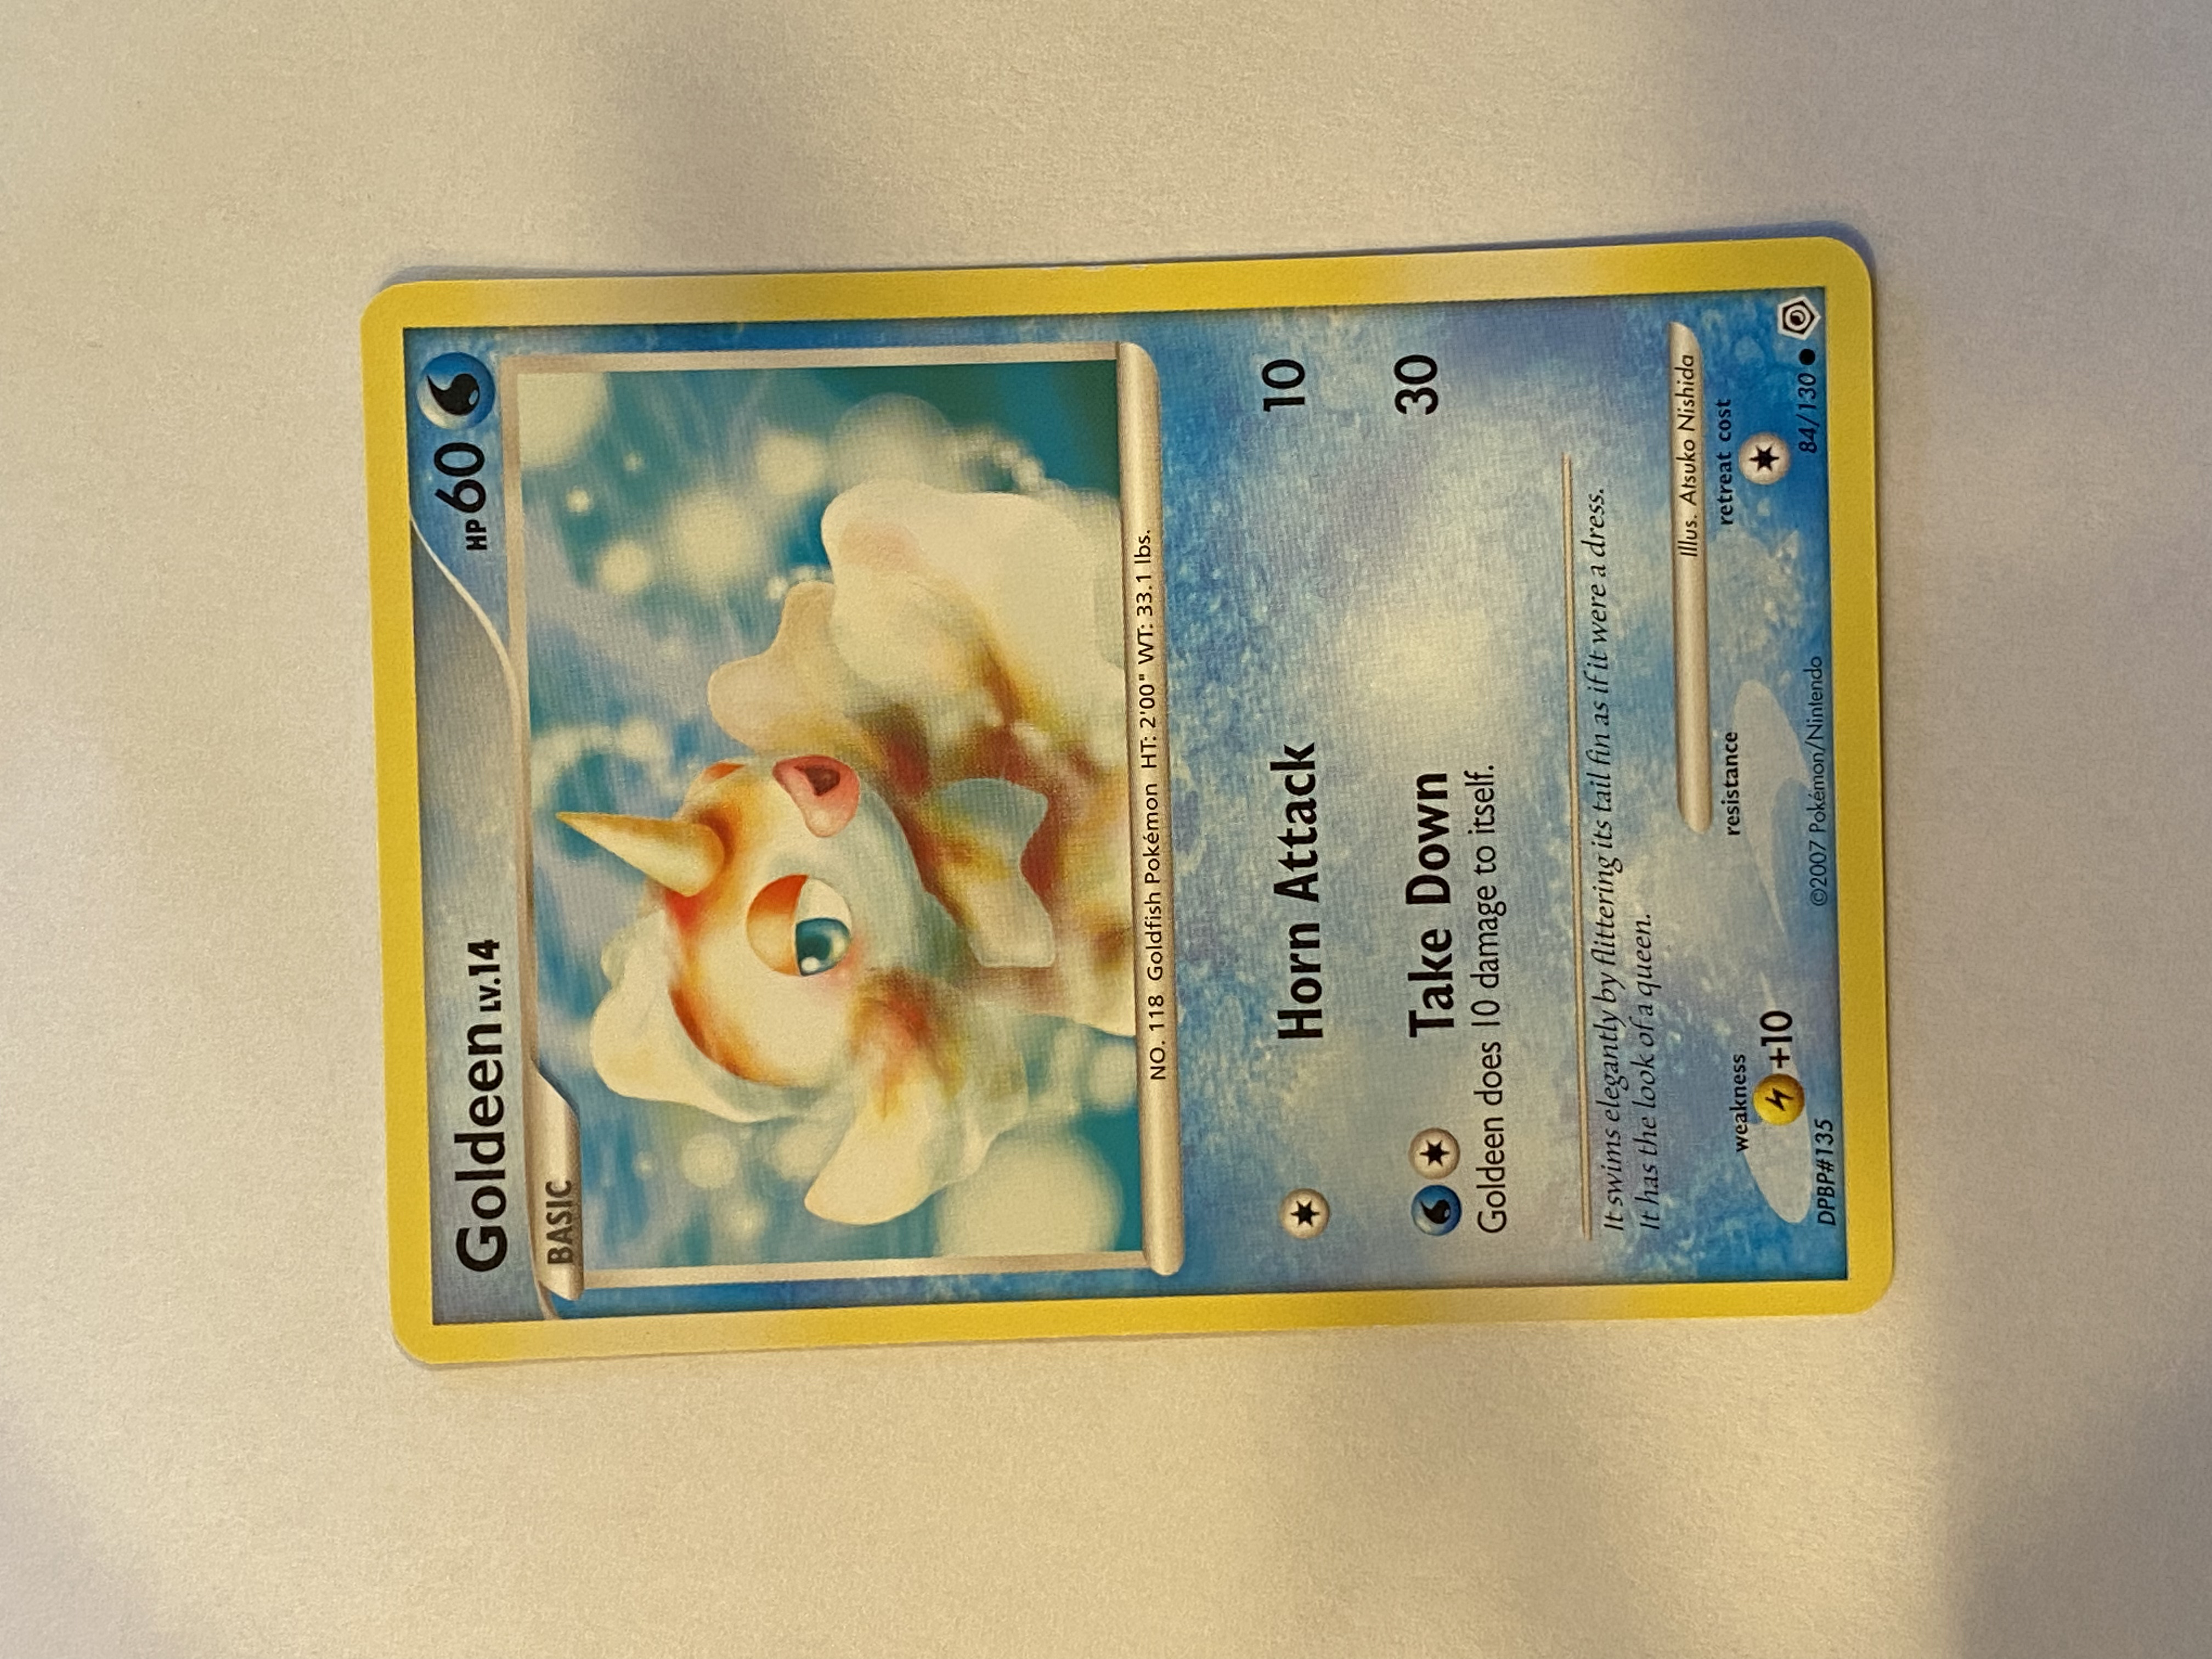 Goldeen LV.14
HP 60
BASIC
NO. 118 Goldfish Pokémon HT: 2'00" WT: 33.1 lbs.
Horn Attack 10
Take Down 30
Goldeen does 10 damage to itself.
It swims elegantly by flittering its tail fin as if it were a dress.
It has the look of a queen.
Illus. Atsuko Nishida
weakness resistance retreat cost
+10
DPBP#135 ©2007 Pokémon/Nintendo 84/130